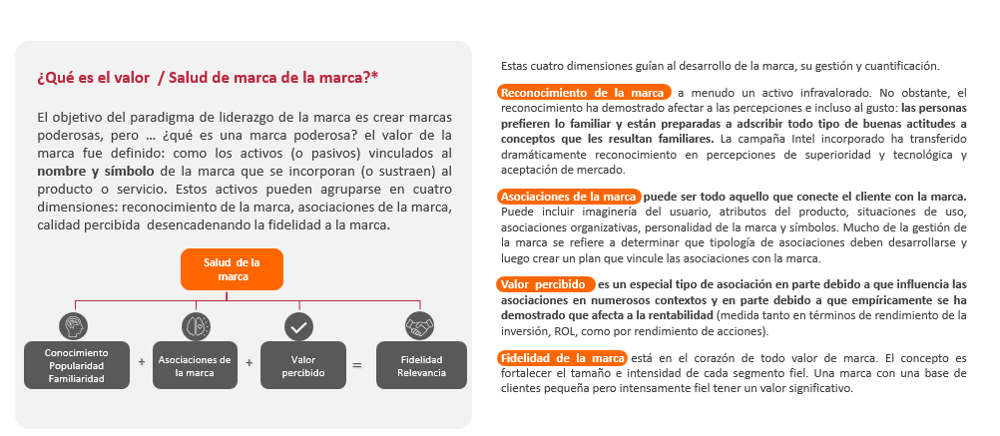 ¿Qué es el valor / Salud de marca de la marca?*
El objetivo del paradigma de liderazgo de la marca es crear marcas
poderosas, pero … ¿qué es una marca poderosa? el valor de la
marca fue definido: como los activos (o pasivos) vinculados al
nombre y símbolo de la marca que se incorporan (o sustraen) al
producto o servicio. Estos activos pueden agruparse en cuatro
dimensiones: reconocimiento de la marca, asociaciones de la marca,
calidad percibida desencadenando la fidelidad a la marca.
Salud de la
marca
Conocimiento
Popularidad
Familiaridad
+
Asociaciones de
la marca
+
Valor
percibido
=
Fidelidad
Relevancia
Estas cuatro dimensiones guían al desarrollo de la marca, su gestión y cuantificación.
Reconocimiento de la marca a menudo un activo infravalorado. No obstante, el
reconocimiento ha demostrado afectar a las percepciones e incluso al gusto: las personas
prefieren lo familiar y están preparadas a adscribir todo tipo de buenas actitudes a
conceptos que les resultan familiares. La campaña Intel incorporado ha transferido
dramáticamente reconocimiento en percepciones de superioridad y tecnológica y
aceptación de mercado.
Asociaciones de la marca puede ser todo aquello que conecte el cliente con la marca.
Puede incluir imaginería del usuario, atributos del producto, situaciones de uso,
asociaciones organizativas, personalidad de la marca y símbolos. Mucho de la gestión de
la marca se refiere a determinar que tipología de asociaciones deben desarrollarse y
luego crear un plan que vincule las asociaciones con la marca.
Valor percibido es un especial tipo de asociación en parte debido a que influencia las
asociaciones en numerosos contextos y en parte debido a que empíricamente se ha
demostrado que afecta a la rentabilidad (medida tanto en términos de rendimiento de la
inversión, ROL, como por rendimiento de acciones).
Fidelidad de la marca está en el corazón de todo valor de marca. El concepto es
fortalecer el tamaño e intensidad de cada segmento fiel. Una marca con una base de
clientes pequeña pero intensamente fiel tener un valor significativo.